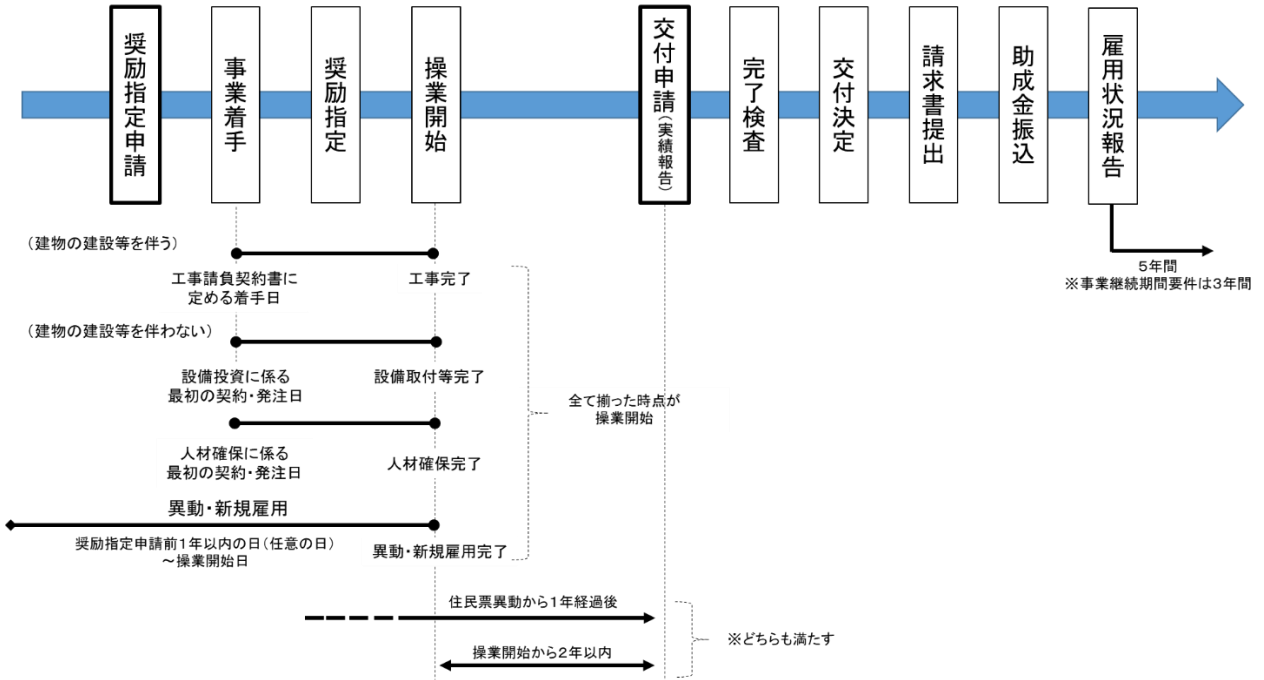 奨励指定申請
事業着手
奨励指定
操業開始
交付申請（実績報告）
完了検査
交付決定
請求書提出
助成金振込
雇用状況報告
（建物の建設等を伴う）
工事請負契約書に
定める着手日
工事完了
５年間
※事業継続期間要件は３年間
（建物の建設等を伴わない）
設備投資に係る
最初の契約・発注日
設備取付等完了
全て揃った時点が
操業開始
人材確保に係る
最初の契約・発注日
人材確保完了
異動・新規雇用
奨励指定申請前１年以内の日（任意の日）
～操業開始日
異動・新規雇用完了
住民票異動から１年経過後
※どちらも満たす
操業開始から２年以内